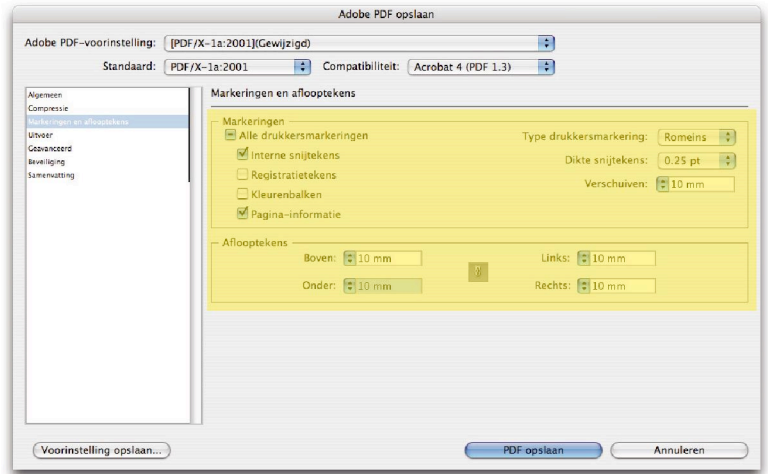 Adobe PDF opslaan
Adobe PDF-voorinstelling: [PDF/X-1a:2001](Gewijzigd)
Standaard: PDF/X-1a:2001 Compatibiliteit: Acrobat 4 (PDF 1.3)
Algemeen
Compressie
Markeringen en aflooptekens
Uitvoer
Geavanceerd
Beveiliging
Samenvatting
Markeringen en aflooptekens
Markeringen
Alle drukkersmarkeringen
Interne snijtekens
Registratietekens
Kleurenbalken
Pagina-informatie
Type drukkersmarkering: Romeins
Dikte snijtekens: 0.25 pt
Verschuiven: 10 mm
Aflooptekens
Boven: 10 mm Links: 10 mm
Onder: 10 mm Rechts: 10 mm
Voorinstelling opslaan... PDF opslaan Annuleren